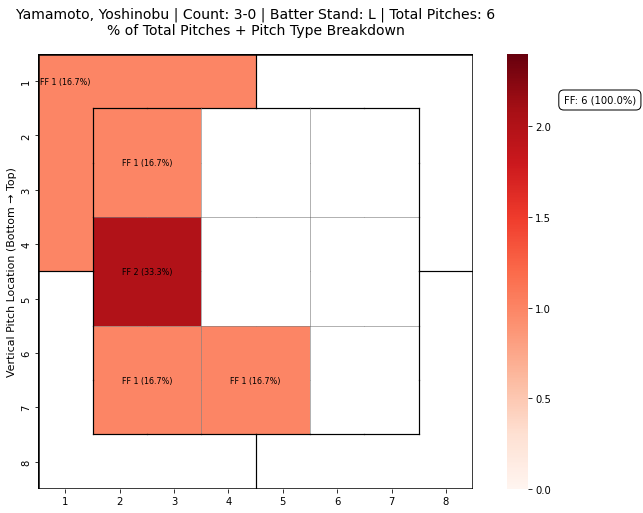 Yamamoto, Yoshinobu | Count: 3-0 | Batter Stand: L | Total Pitches: 6
% of Total Pitches + Pitch Type Breakdown
FF: 6 (100.0%)
FF 1 (16.7%)
FF 1 (16.7%)
FF 2 (33.3%)
FF 1 (16.7%) FF 1 (16.7%)
Vertical Pitch Location (Bottom → Top)
1
2
3
4
5
6
7
8
1 2 3 4 5 6 7 8
2.0
1.5
1.0
0.5
0.0